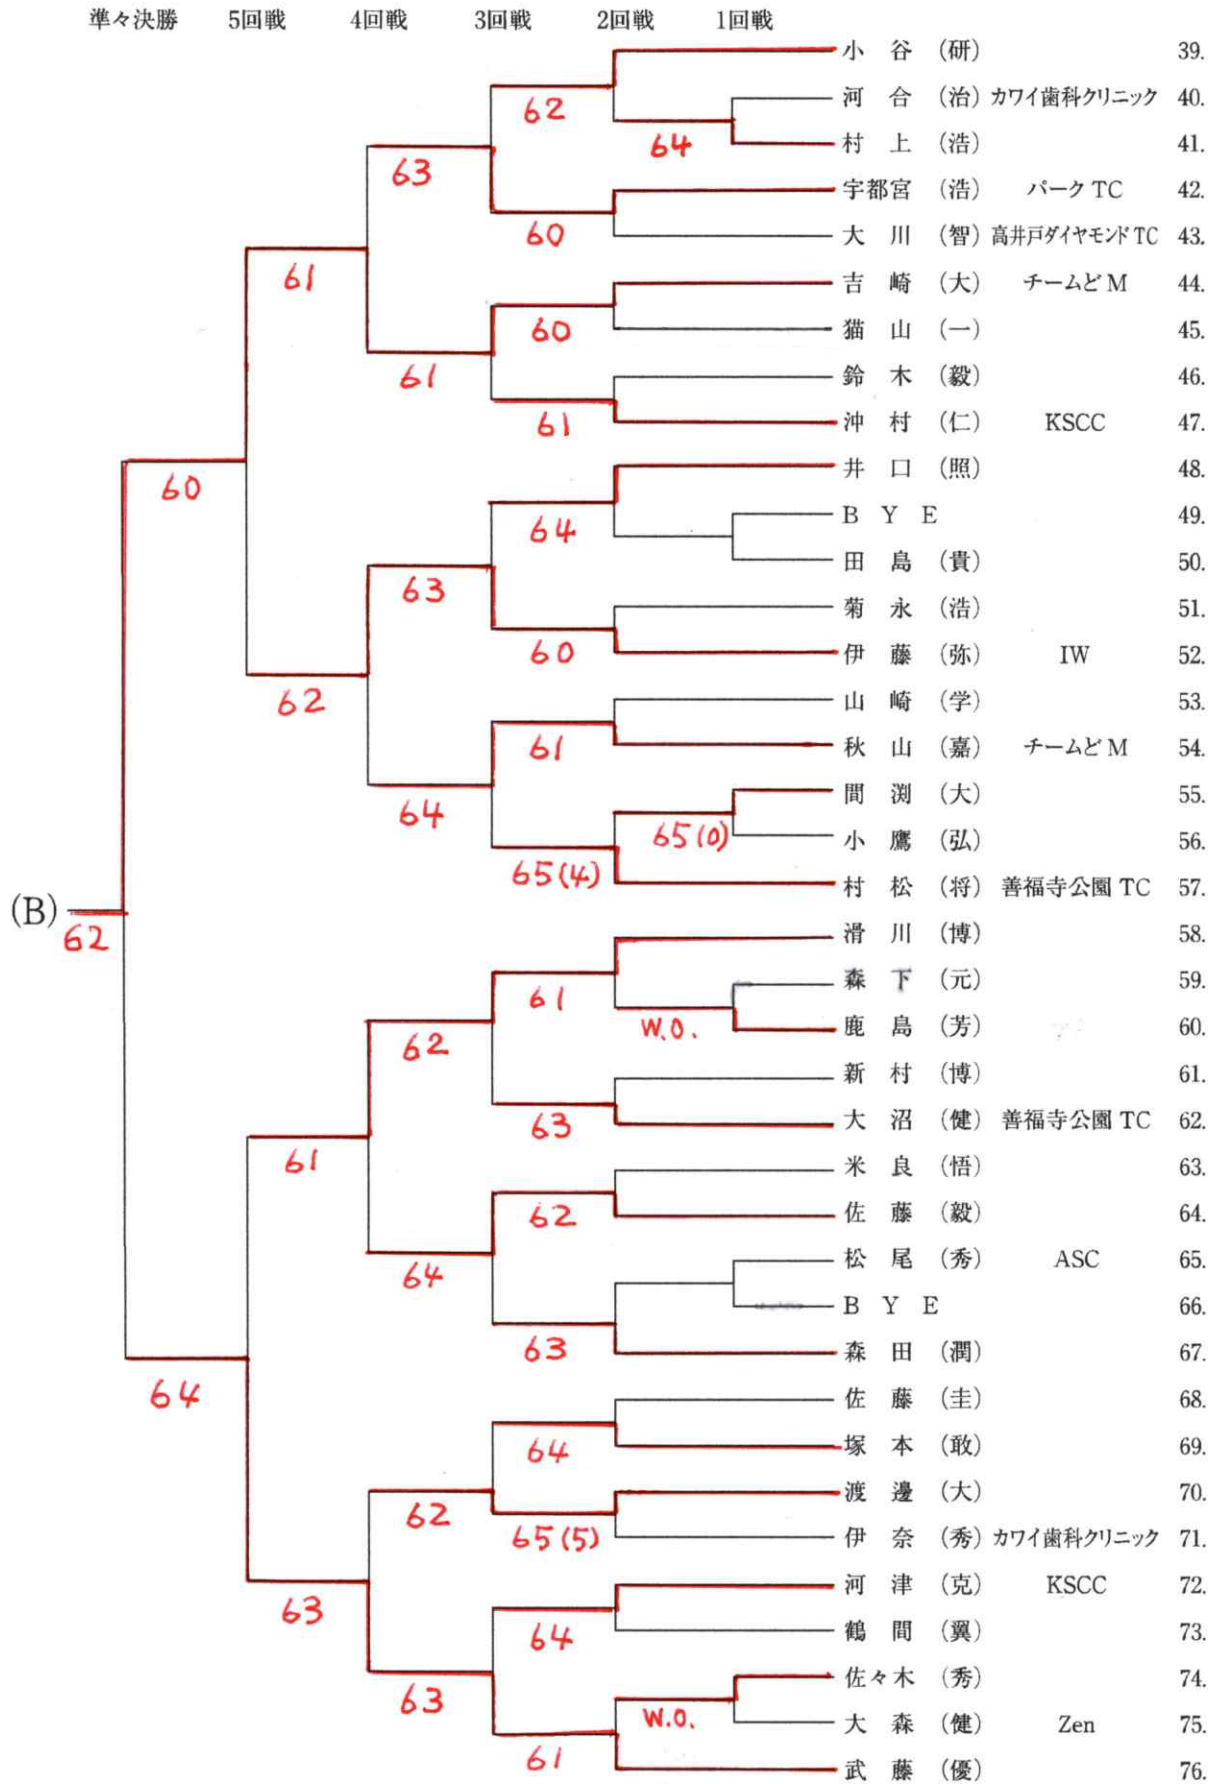 準々決勝 5回戦 4回戦 3回戦 2回戦 1回戦
小 谷 (研) 39.
62
河 合 (治) カワイ歯科クリニック 40.
64
村 上 (浩) 41.
63
宇都宮 (浩) パーク TC 42.
60
大 川 (智) 高井戸ダイヤモンド TC 43.
61
吉 崎 (大) チームど M 44.
60
猫 山 (一) 45.
61
鈴 木 (毅) 46.
61
沖 村 (仁) KSCC 47.
60
井 口 (照) 48.
64
B Y E 49.
田 島 (貴) 50.
63
菊 永 (浩) 51.
60
伊 藤 (弥) IW 52.
62
山 崎 (学) 53.
61
秋 山 (嘉) チームど M 54.
64
間 渕 (大) 55.
65(0)
小 鷹 (弘) 56.
65(4)
村 松 (将) 善福寺公園 TC 57.
(B)
62
滑 川 (博) 58.
61
森 下 (元) 59.
W.O.
鹿 島 (芳) 60.
62
新 村 (博) 61.
63
大 沼 (健) 善福寺公園 TC 62.
61
米 良 (悟) 63.
62
佐 藤 (毅) 64.
64
松 尾 (秀) ASC 65.
B Y E 66.
63
森 田 (潤) 67.
64
佐 藤 (圭) 68.
64
塚 本 (敢) 69.
62
渡 邊 (大) 70.
65(5)
伊 奈 (秀) カワイ歯科クリニック 71.
63
河 津 (克) KSCC 72.
64
鶴 間 (翼) 73.
63
佐々木 (秀) 74.
W.O.
大 森 (健) Zen 75.
61
武 藤 (優) 76.